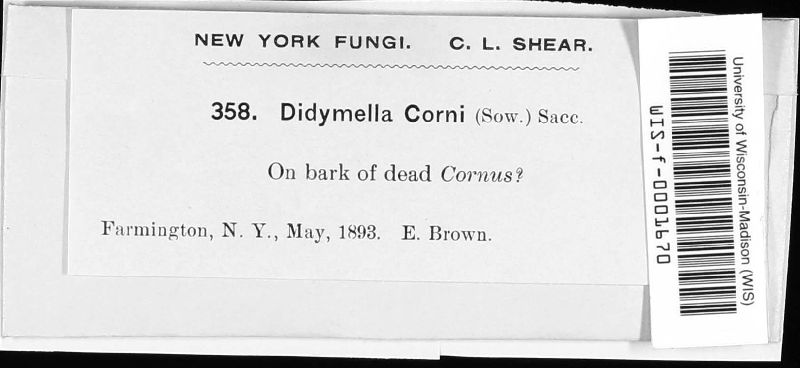 NEW YORK FUNGI. C. L. SHEAR.
358. Didymella Corni (Sow.) Sacc.
On bark of dead Cornus?
Farmington, N. Y., May, 1893. E. Brown.
University of Wisconsin-Madison (WIS)
WIS-f-0001670